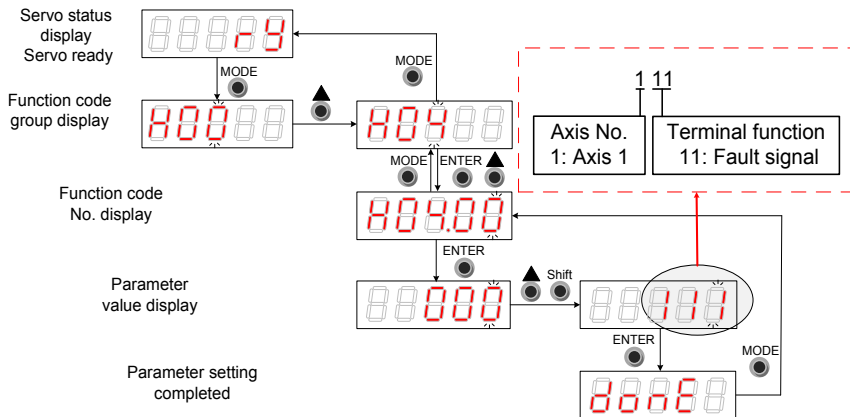 Servo status
display
Servo ready
ry
MODE
MODE
Function code
group display
H00
H04
1 11
Axis No.
1: Axis 1
Terminal function
11: Fault signal
MODE
ENTER
Function code
No. display
H04.00
ENTER
Parameter
value display
000
Shift
111
ENTER
MODE
Parameter setting
completed
donE